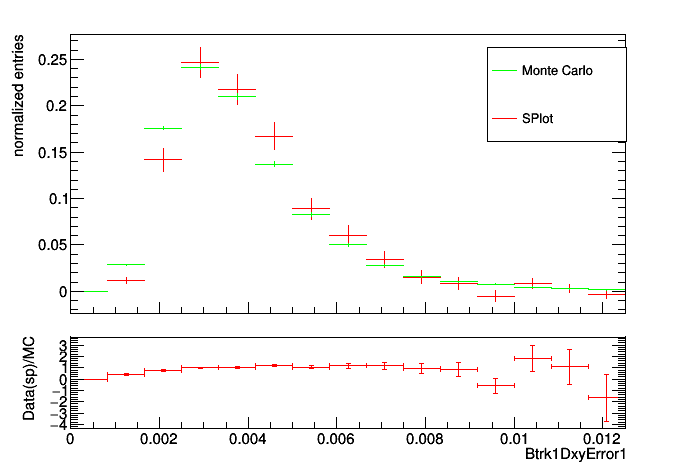 normalized entries
0.25
0.2
0.15
0.1
0.05
0
Monte Carlo
SPlot
Data(sp)/MC
3
2
1
0
−1
−2
−3
−4
0 0.002 0.004 0.006 0.008 0.01 0.012
Btrk1DxyError1